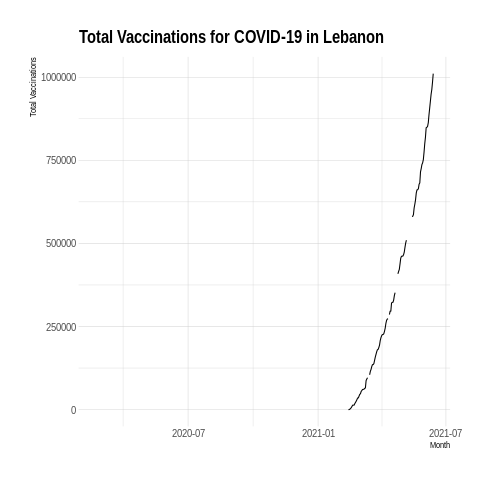 Total Vaccinations for COVID-19 in Lebanon
Total Vaccinations
1000000
750000
500000
250000
0
2020-07 2021-01 2021-07
Month